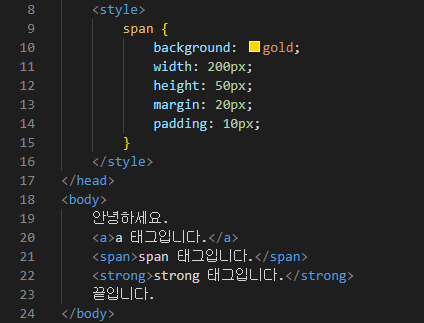 8 <style>
9 span {
10 background: gold;
11 width: 200px;
12 height: 50px;
13 margin: 20px;
14 padding: 10px;
15 }
16 </style>
17 </head>
18 <body>
19 안녕하세요.
20 <a>a 태그입니다.</a>
21 <span>span 태그입니다.</span>
22 <strong>strong 태그입니다.</strong>
23 끝입니다.
24 </body>